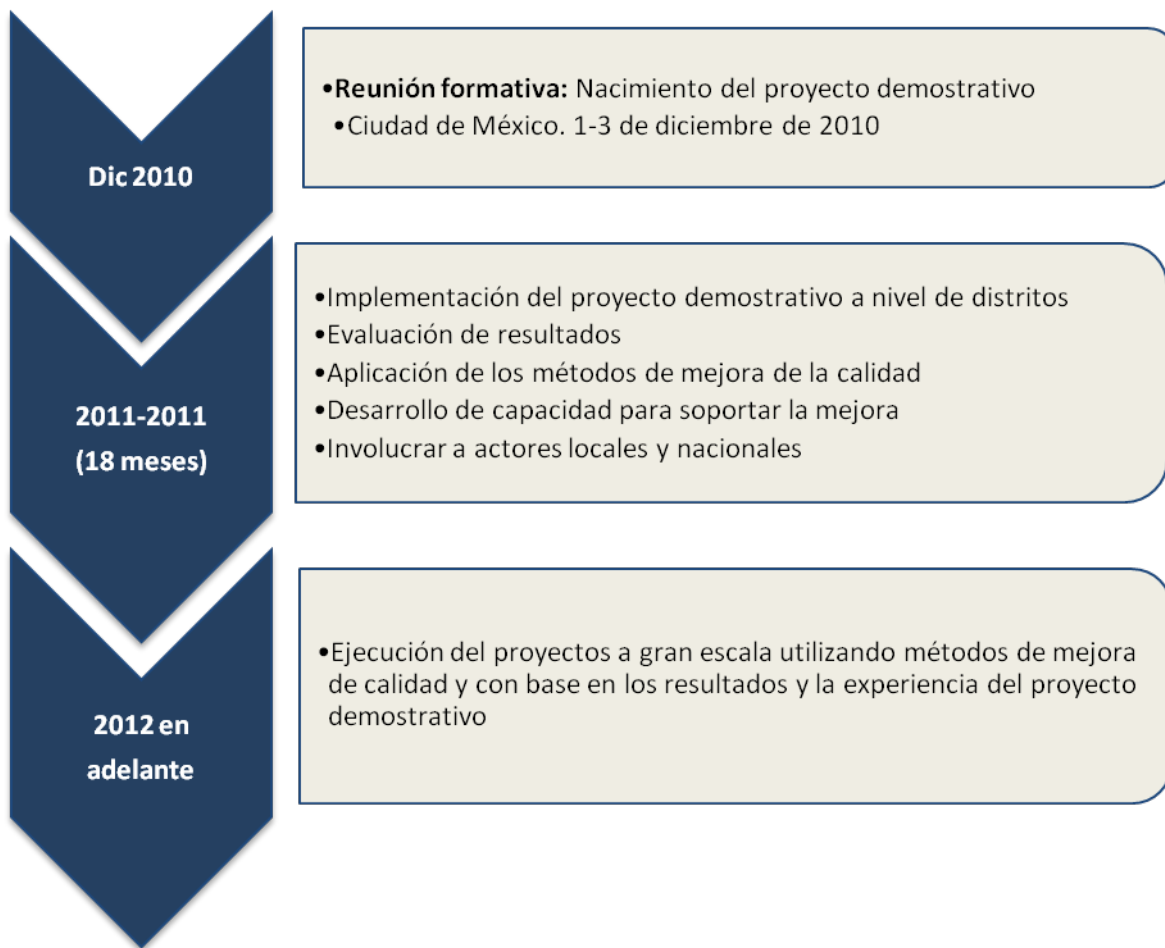 Dic 2010
•Reunión formativa: Nacimiento del proyecto demostrativo
•Ciudad de México. 1-3 de diciembre de 2010
2011-2011
(18 meses)
•Implementación del proyecto demostrativo a nivel de distritos
•Evaluación de resultados
•Aplicación de los métodos de mejora de la calidad
•Desarrollo de capacidad para soportar la mejora
•Involucrar a actores locales y nacionales
2012 en
adelante
•Ejecución del proyectos a gran escala utilizando métodos de mejora
de calidad y con base en los resultados y la experiencia del proyecto
demostrativo